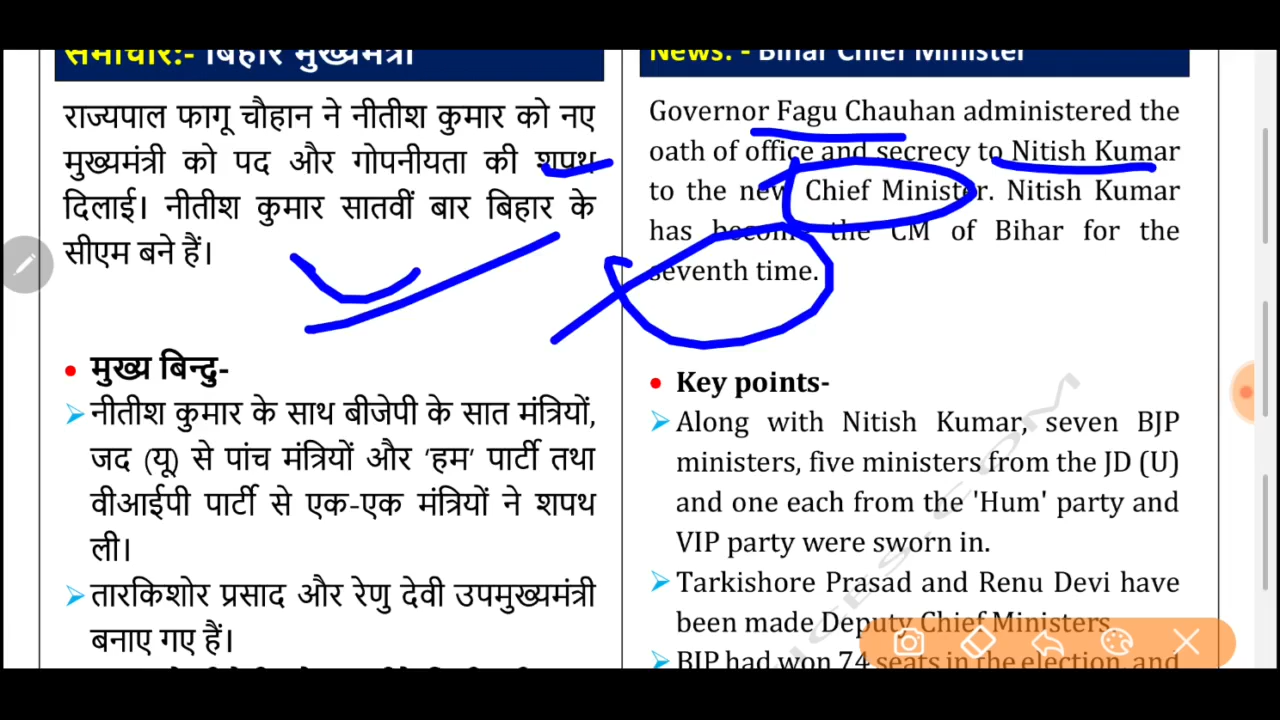 समाचार:- बिहार मुख्यमंत्री
राज्यपाल फागू चौहान ने नीतीश कुमार को नए
मुख्यमंत्री को पद और गोपनीयता की शपथ
दिलाई। नीतीश कुमार सातवीं बार बिहार के
सीएम बने हैं।
• मुख्य बिन्दु-
➢ नीतीश कुमार के साथ बीजेपी के सात मंत्रियों,
जद (यू) से पांच मंत्रियों और ‘हम’ पार्टी तथा
वीआईपी पार्टी से एक-एक मंत्रियों ने शपथ
ली।
➢ तारकिशोर प्रसाद और रेणु देवी उपमुख्यमंत्री
बनाए गए हैं।
News: - Bihar Chief Minister
Governor Fagu Chauhan administered the
oath of office and secrecy to Nitish Kumar
to the new Chief Minister. Nitish Kumar
has become the CM of Bihar for the
seventh time.
• Key points-
➢ Along with Nitish Kumar, seven BJP
ministers, five ministers from the JD (U)
and one each from the 'Hum' party and
VIP party were sworn in.
➢ Tarkishore Prasad and Renu Devi have
been made Deputy Chief Ministers
➢ BJP had won 74 seats in the election, and